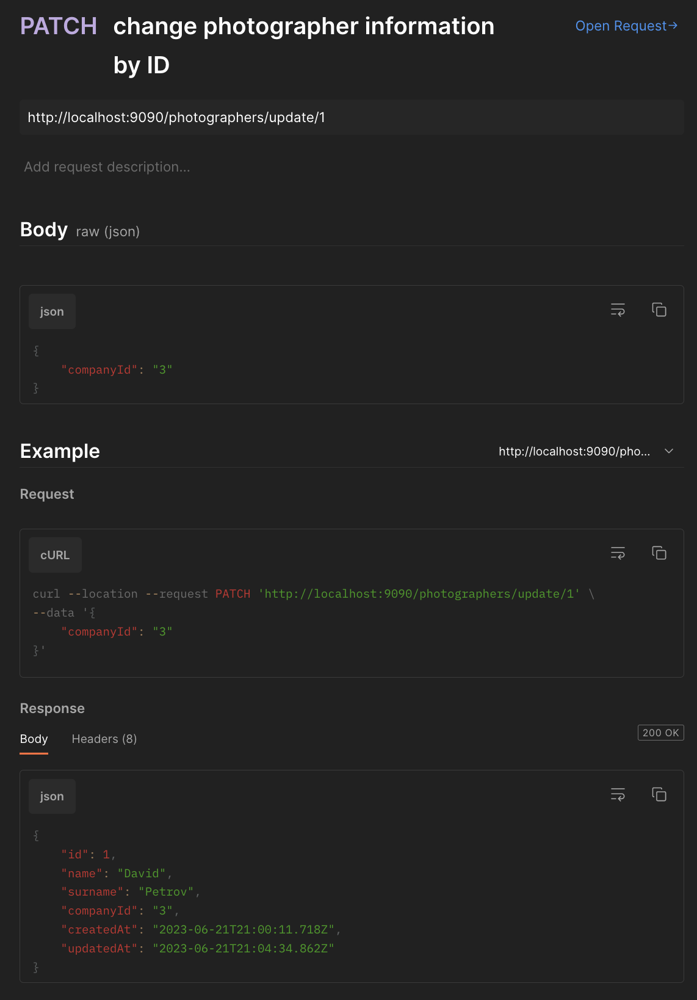 PATCH change photographer information
by ID
Open Request→
http://localhost:9090/photographers/update/1
Add request description...
Body raw (json)
json
{
    "companyId": "3"
}
Example
http://localhost:9090/pho...
Request
cURL
curl --location --request PATCH 'http://localhost:9090/photographers/update/1' \
--data '{
    "companyId": "3"
}'
Response
Body Headers (8)
200 OK
json
{
    "id": 1,
    "name": "David",
    "surname": "Petrov",
    "companyId": "3",
    "createdAt": "2023-06-21T21:00:11.718Z",
    "updatedAt": "2023-06-21T21:04:34.862Z"
}